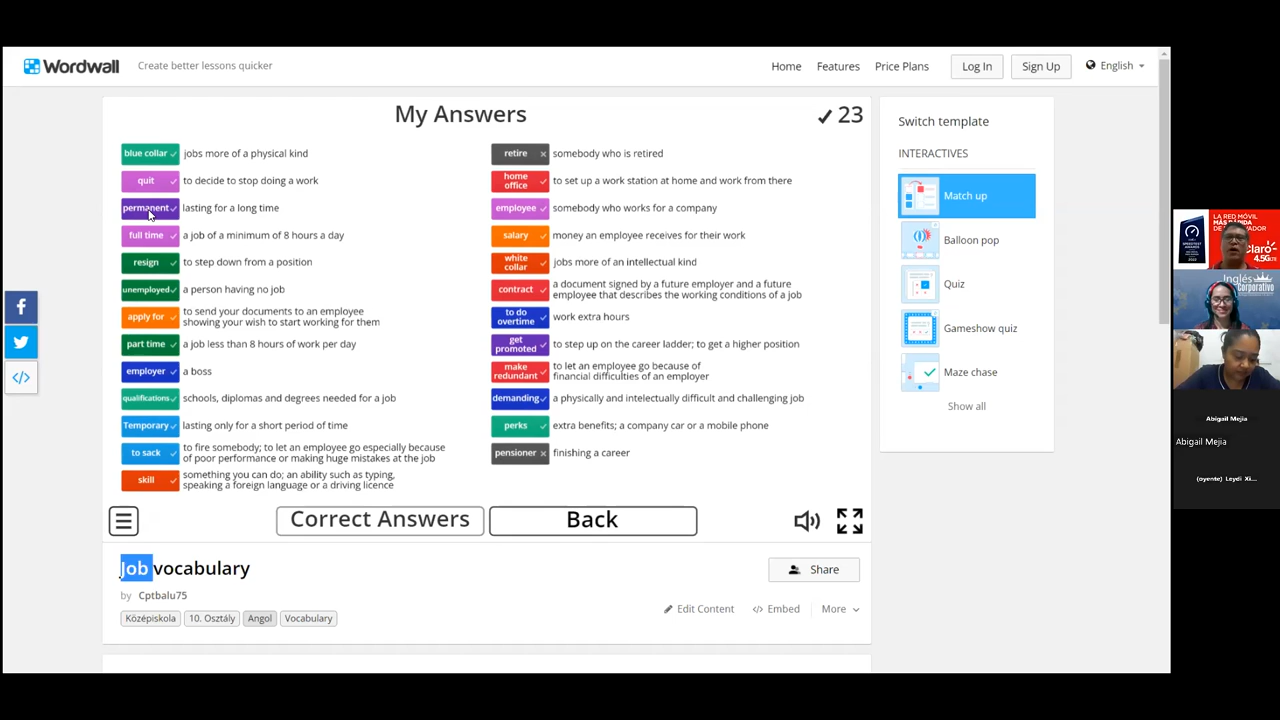 Wordwall
Create better lessons quicker
Home
Features
Price Plans
Log In
Sign Up
English
My Answers
23
blue collar jobs more of a physical kind
quit to decide to stop doing a work
permanent lasting for a long time
full time a job of a minimum of 8 hours a day
resign to step down from a position
unemployed a person having no job
apply for to send your documents to an employee
showing your wish to start working for them
part time a job less than 8 hours of work per day
employer a boss
qualifications schools, diplomas and degrees needed for a job
Temporary lasting only for a short period of time
to sack to fire somebody; to let an employee go especially because
of poor performance or making huge mistakes at the job
skill something you can do; an ability such as typing,
speaking a foreign language or a driving licence
retire somebody who is retired
home
office to set up a work station at home and work from there
employee somebody who works for a company
salary money an employee receives for their work
white
collar jobs more of an intellectual kind
contract a document signed by a future employer and a future
employee that describes the working conditions of a job
to do
overtime work extra hours
get
promoted to step up on the career ladder; to get a higher position
make
redundant to let an employee go because of
financial difficulties of an employer
demanding a physically and intelectually difficult and challenging job
perks extra benefits; a company car or a mobile phone
pensioner finishing a career
Correct Answers
Back
Job vocabulary
by Cptbalu75
Középiskola
10. Osztály
Angol
Vocabulary
Share
Edit Content
Embed
More
Switch template
INTERACTIVES
Match up
Balloon pop
Quiz
Gameshow quiz
Maze chase
Show all
LA RED MÓVIL
MÁS RÁPIDA
Claro
4.5G
Inglés
Corporativo
Abigail Mejia
Abigail Mejia
(oyente) Leydi Xi...